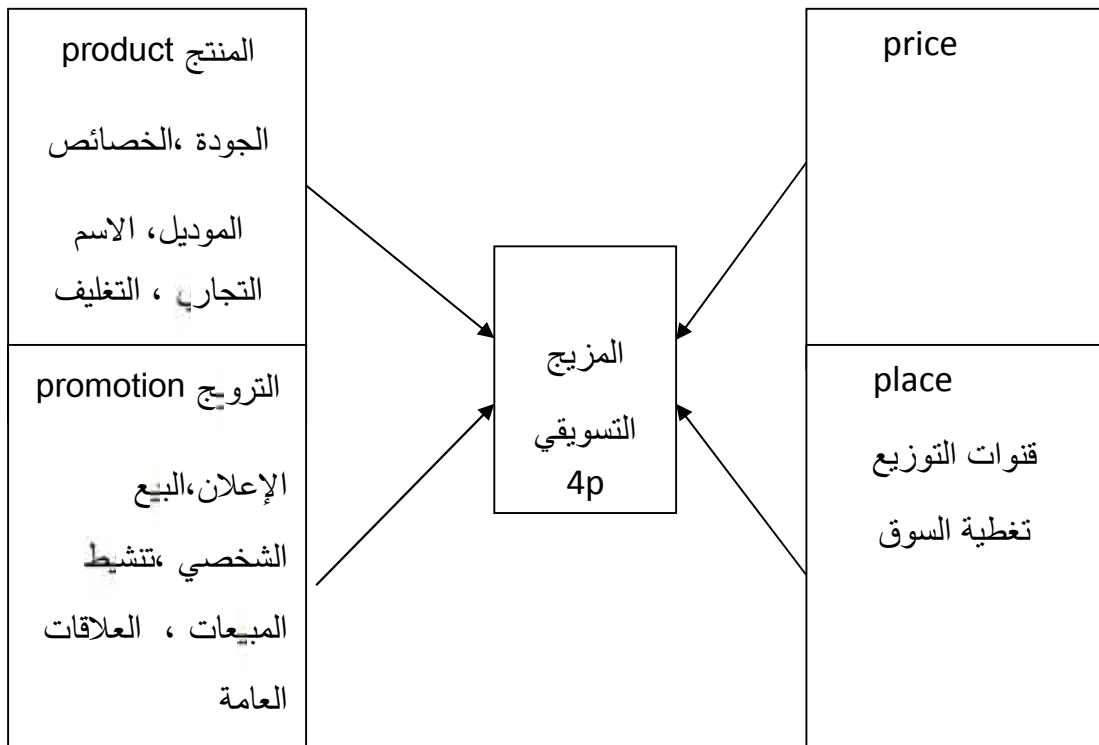 المنتج product
الجودة ،الخصائص
الموديل، الاسم
التجاري ، التغليف
الترويج promotion
الإعلان،البيع
الشخصي ،تنشيط
المبيعات ، العلاقات
العامة
المزيج
التسويقي
4p
price
place
قنوات التوزيع
تغطية السوق